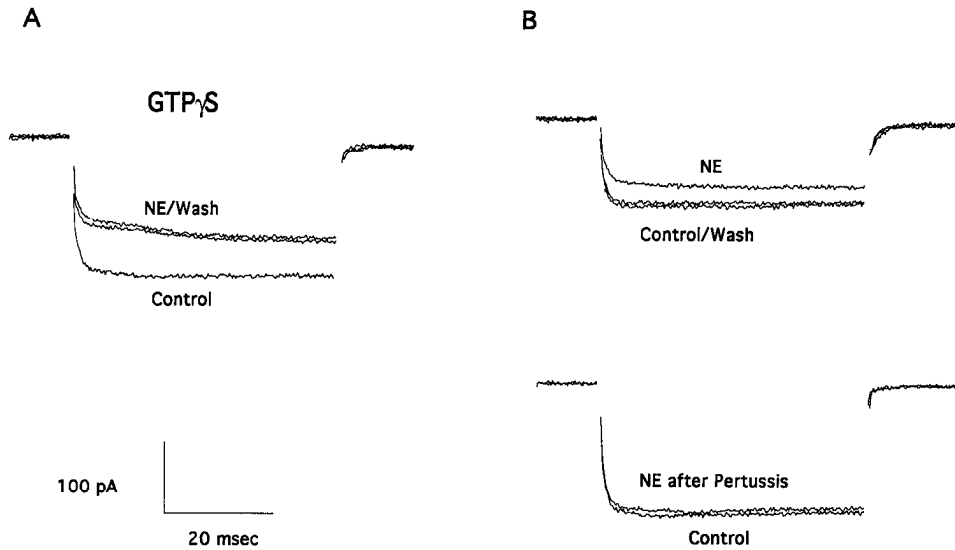 A
B
GTPγS
NE/Wash
Control
NE
Control/Wash
NE after Pertussis
Control
100 pA
20 msec